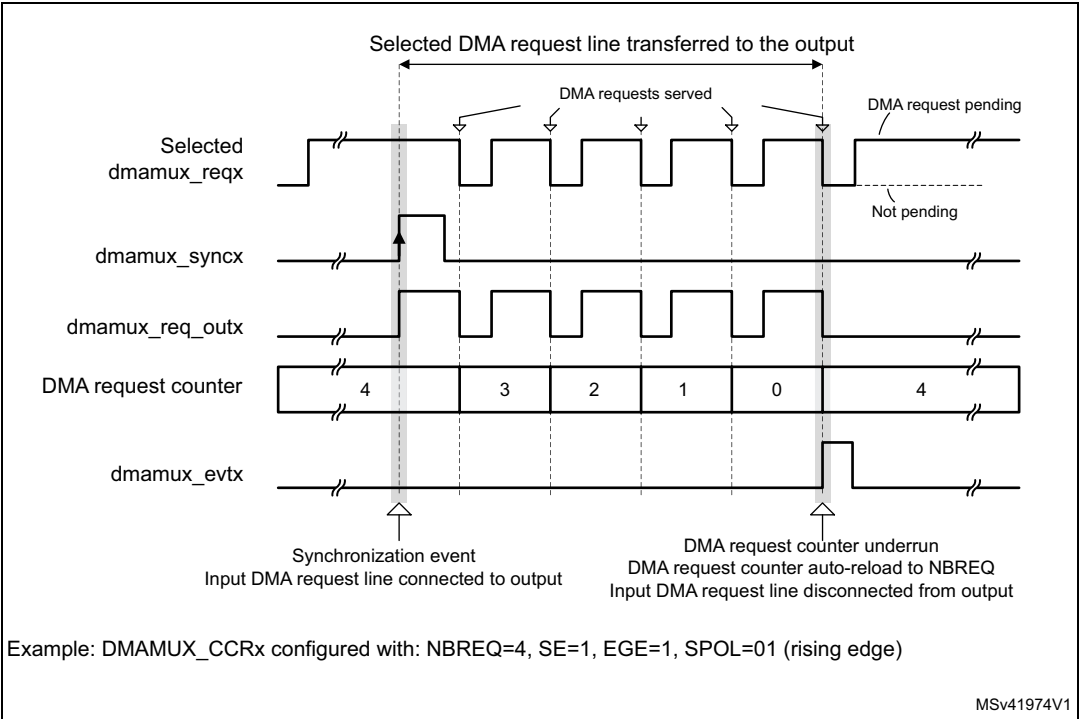 Selected DMA request line transferred to the output
DMA requests served
DMA request pending
Selected
dmamux_reqx
Not pending
dmamux_syncx
dmamux_req_outx
DMA request counter
4
3
2
1
0
4
dmamux_evtx
Synchronization event
Input DMA request line connected to output
DMA request counter underrun
DMA request counter auto-reload to NBREQ
Input DMA request line disconnected from output
Example: DMAMUX_CCRx configured with: NBREQ=4, SE=1, EGE=1, SPOL=01 (rising edge)
MSv41974V1